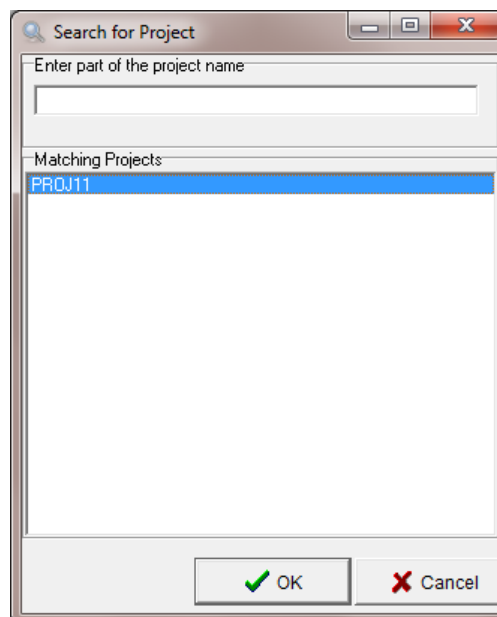 Search for Project
Enter part of the project name
Matching Projects
PROJ11
OK
Cancel